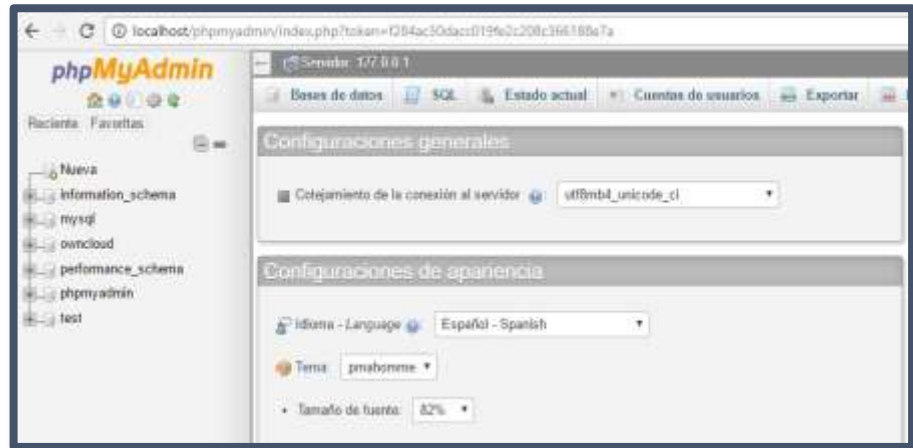 localhost/phpmyadmin/index.php?token=
phpMyAdmin
Reciente Favoritas
Nueva
information_schema
mysql
owncloud
performance_schema
phpmyadmin
test
Servidor: 127.0.0.1
Bases de datos SQL Estado actual Cuentas de usuarios Exportar
Configuraciones generales
Cotejamiento de la conexión al servidor utf8mb4_unicode_ci
Configuraciones de apariencia
Idioma - Language Español - Spanish
Tema: pmahomme
Tamaño de fuente: 82%